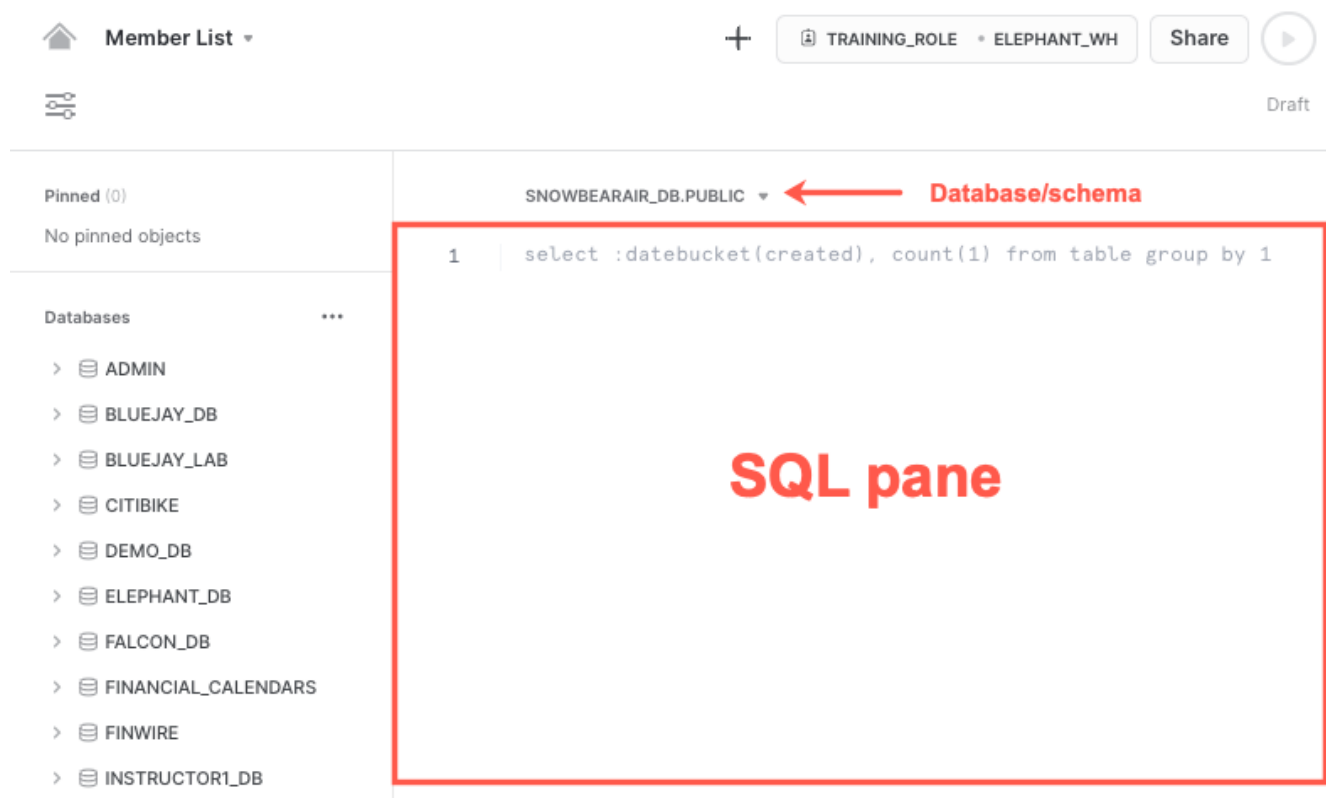 Member List
TRAINING_ROLE • ELEPHANT_WH
Share
Draft
Pinned (0)
No pinned objects
Databases
ADMIN
BLUEJAY_DB
BLUEJAY_LAB
CITIBIKE
DEMO_DB
ELEPHANT_DB
FALCON_DB
FINANCIAL_CALENDARS
FINWIRE
INSTRUCTOR1_DB
SNOWBEARAIR_DB.PUBLIC
Database/schema
1 select :datebucket(created), count(1) from table group by 1
SQL pane